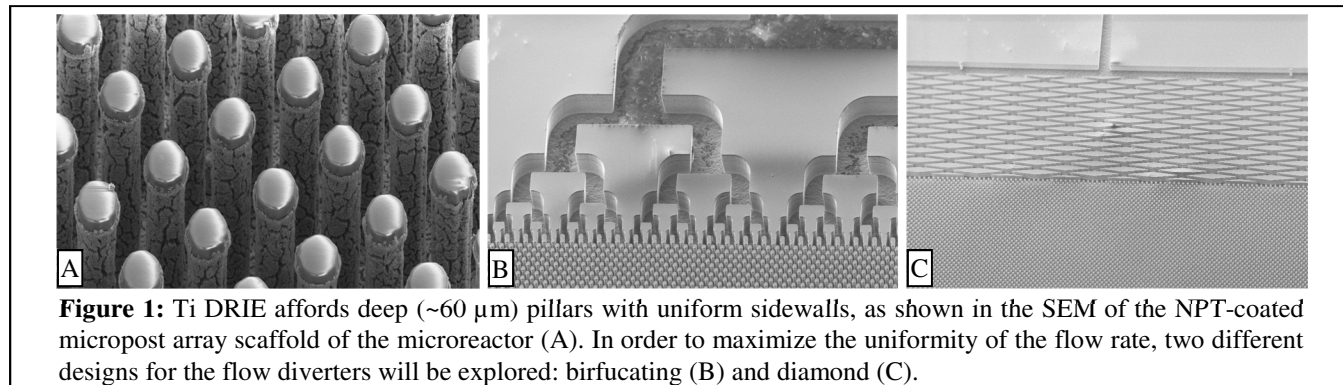 A
B
C
Figure 1: Ti DRIE affords deep (~60 µm) pillars with uniform sidewalls, as shown in the SEM of the NPT-coated
micropost array scaffold of the microreactor (A). In order to maximize the uniformity of the flow rate, two different
designs for the flow diverters will be explored: birfucating (B) and diamond (C).